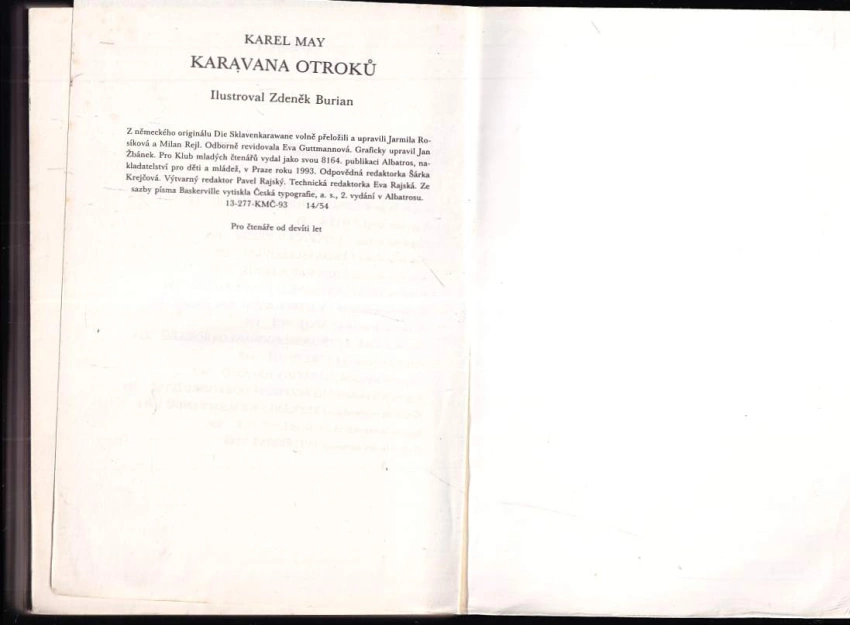 KAREL MAY
KARAVANA OTROKŮ
Ilustroval Zdeněk Burian
Z německého originálu Die Sklavenkarawane volně přeložili a upravili Jarmila Ro-
síková a Milan Rejl. Odborně revidovala Eva Guttmannová. Graficky upravil Jan
Žbánek. Pro Klub mladých čtenářů vydal jako svou 8164. publikaci Albatros, na-
kladatelství pro děti a mládež, v Praze roku 1993. Odpovědná redaktorka Šárka
Krejčová. Výtvarný redaktor Pavel Rajský. Technická redaktorka Eva Rajská. Ze
sazby písma Baskerville vytiskla Česká typografie, a. s., 2. vydání v Albatrosu.
13-277-KMČ-93 14/54
Pro čtenáře od devíti let